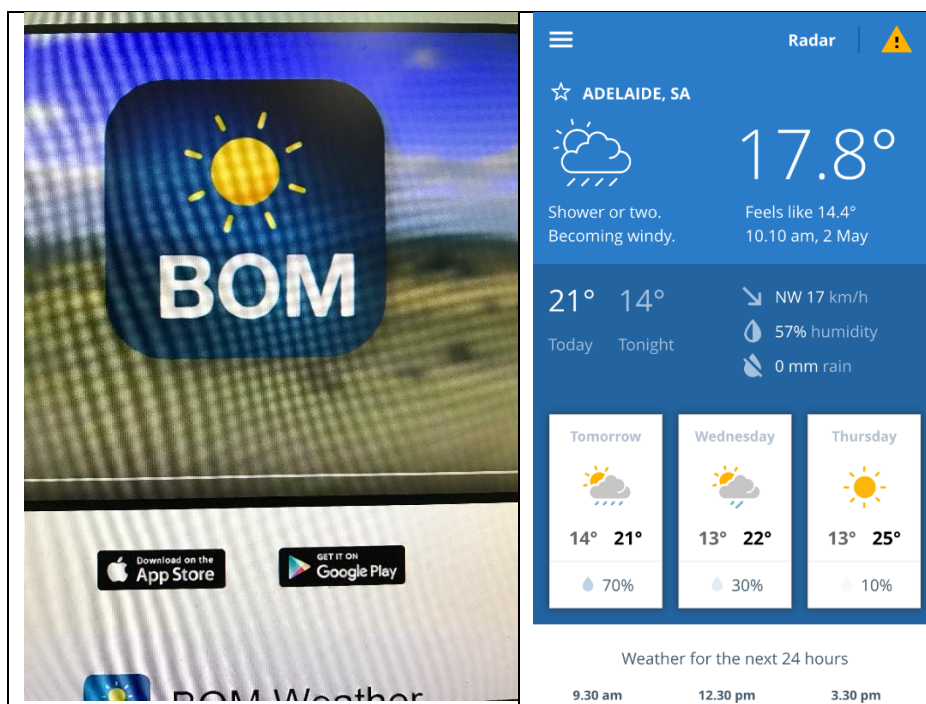 BOM
Download on the
App Store
GET IT ON
Google Play
BOM Weather
Radar
ADELAIDE, SA
17.8°
Shower or two.
Becoming windy.
Feels like 14.4°
10.10 am, 2 May
21° 14°
Today Tonight
NW 17 km/h
57% humidity
0 mm rain
Tomorrow
14° 21°
70%
Wednesday
13° 22°
30%
Thursday
13° 25°
10%
Weather for the next 24 hours
9.30 am 12.30 pm 3.30 pm